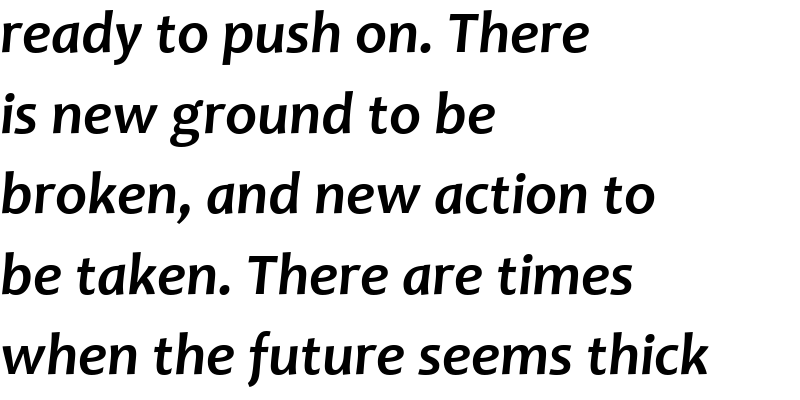 ready to push on. There
is new ground to be
broken, and new action to
be taken. There are times
when the future seems thick